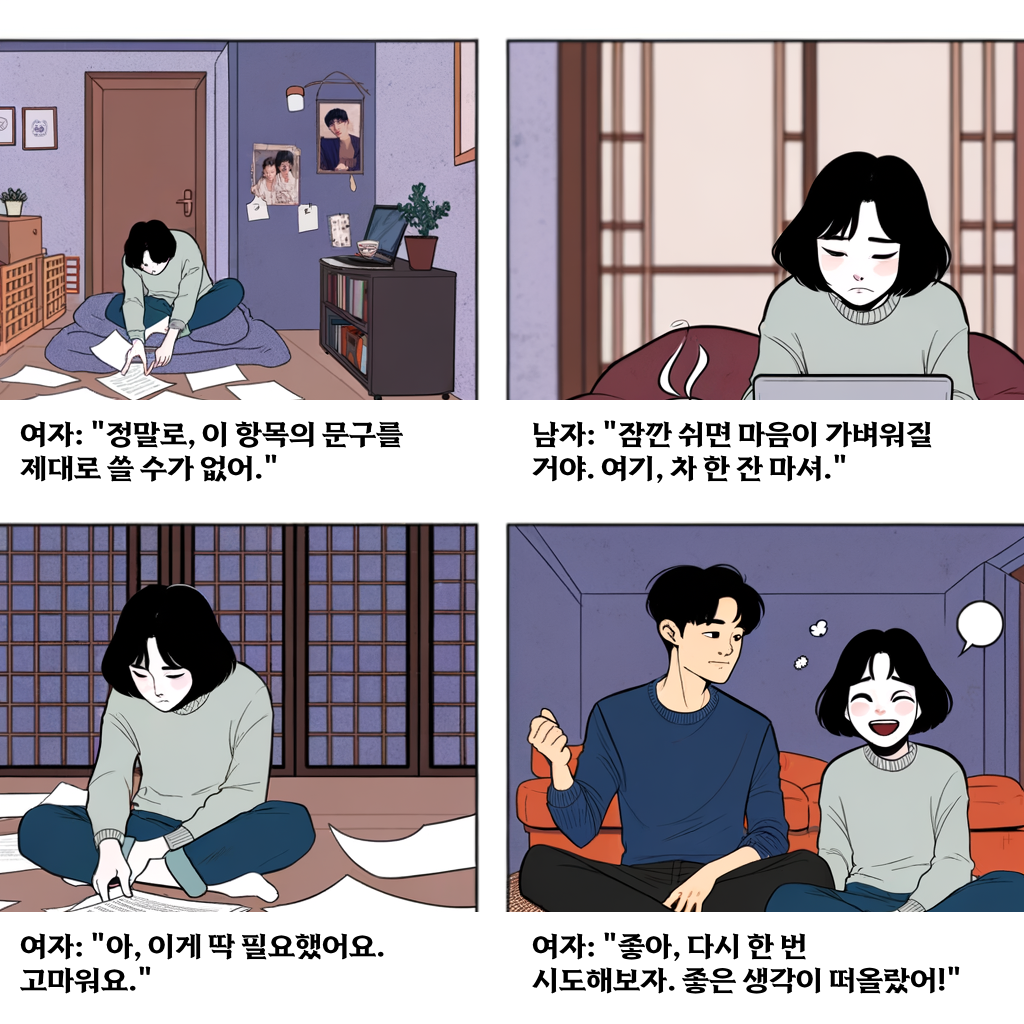 여자: "정말로, 이 항목의 문구를
제대로 쓸 수가 없어."
남자: "잠깐 쉬면 마음이 가벼워질
거야. 여기, 차 한 잔 마셔."
여자: "아, 이게 딱 필요했어요.
고마워요."
여자: "좋아, 다시 한 번
시도해보자. 좋은 생각이 떠올랐어!"